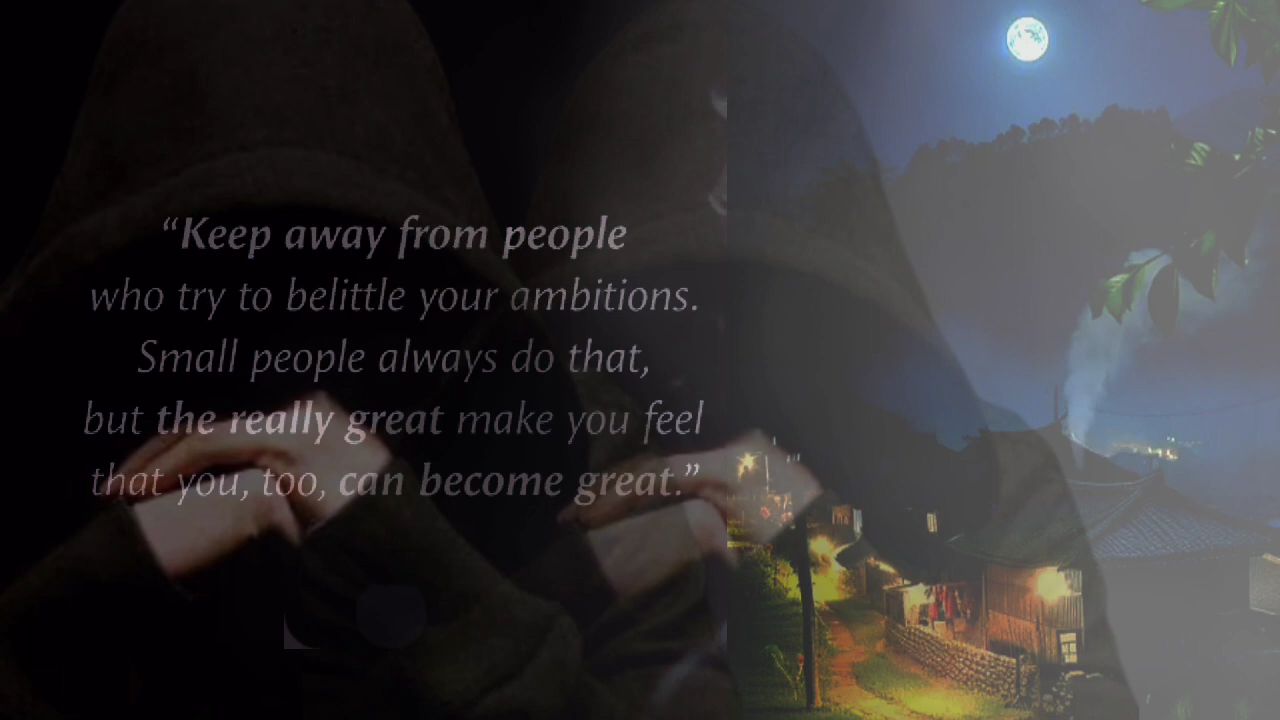 “Keep away from people
who try to belittle your ambitions.
Small people always do that,
but the really great make you feel
that you, too, can become great.”